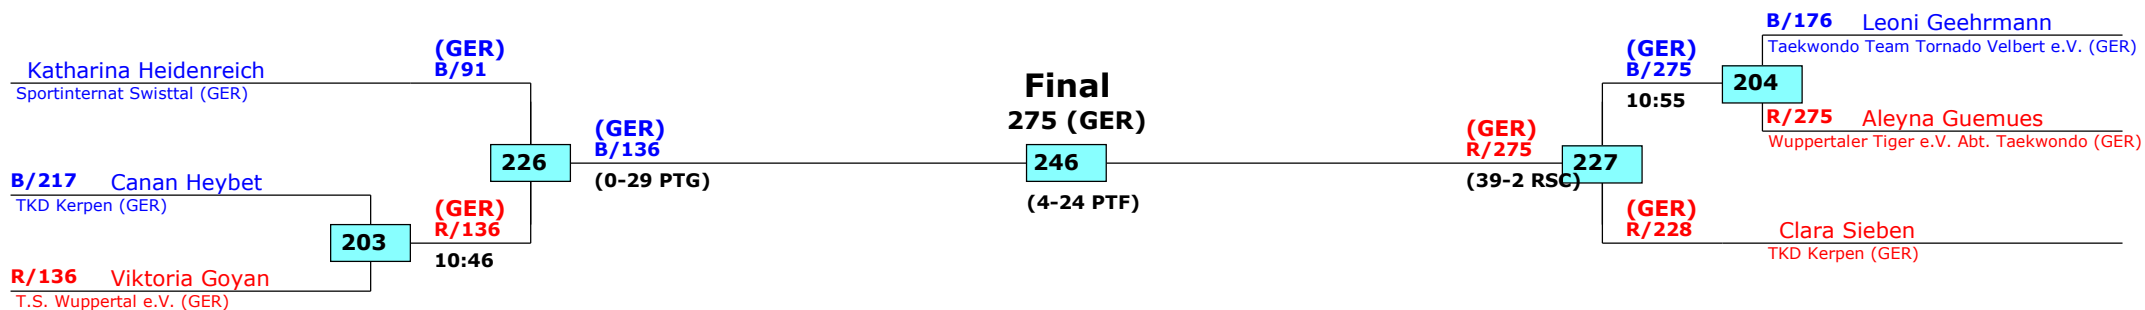 (GER)
B/91
Katharina Heidenreich
Sportinternat Swisttal (GER)
B/217 Canan Heybet
TKD Kerpen (GER)
203
R/136 Viktoria Goyan
T.S. Wuppertal e.V. (GER)
(GER)
R/136
10:46
226
(GER)
B/136
(0-29 PTG)
Final
275 (GER)
246
(4-24 PTF)
(GER)
R/275
(39-2 RSC)
227
(GER)
B/275
10:55
204
B/176 Leoni Geehrmann
Taekwondo Team Tornado Velbert e.V. (GER)
R/275 Aleyna Guemues
Wuppertaler Tiger e.V. Abt. Taekwondo (GER)
(GER)
R/228
Clara Sieben
TKD Kerpen (GER)